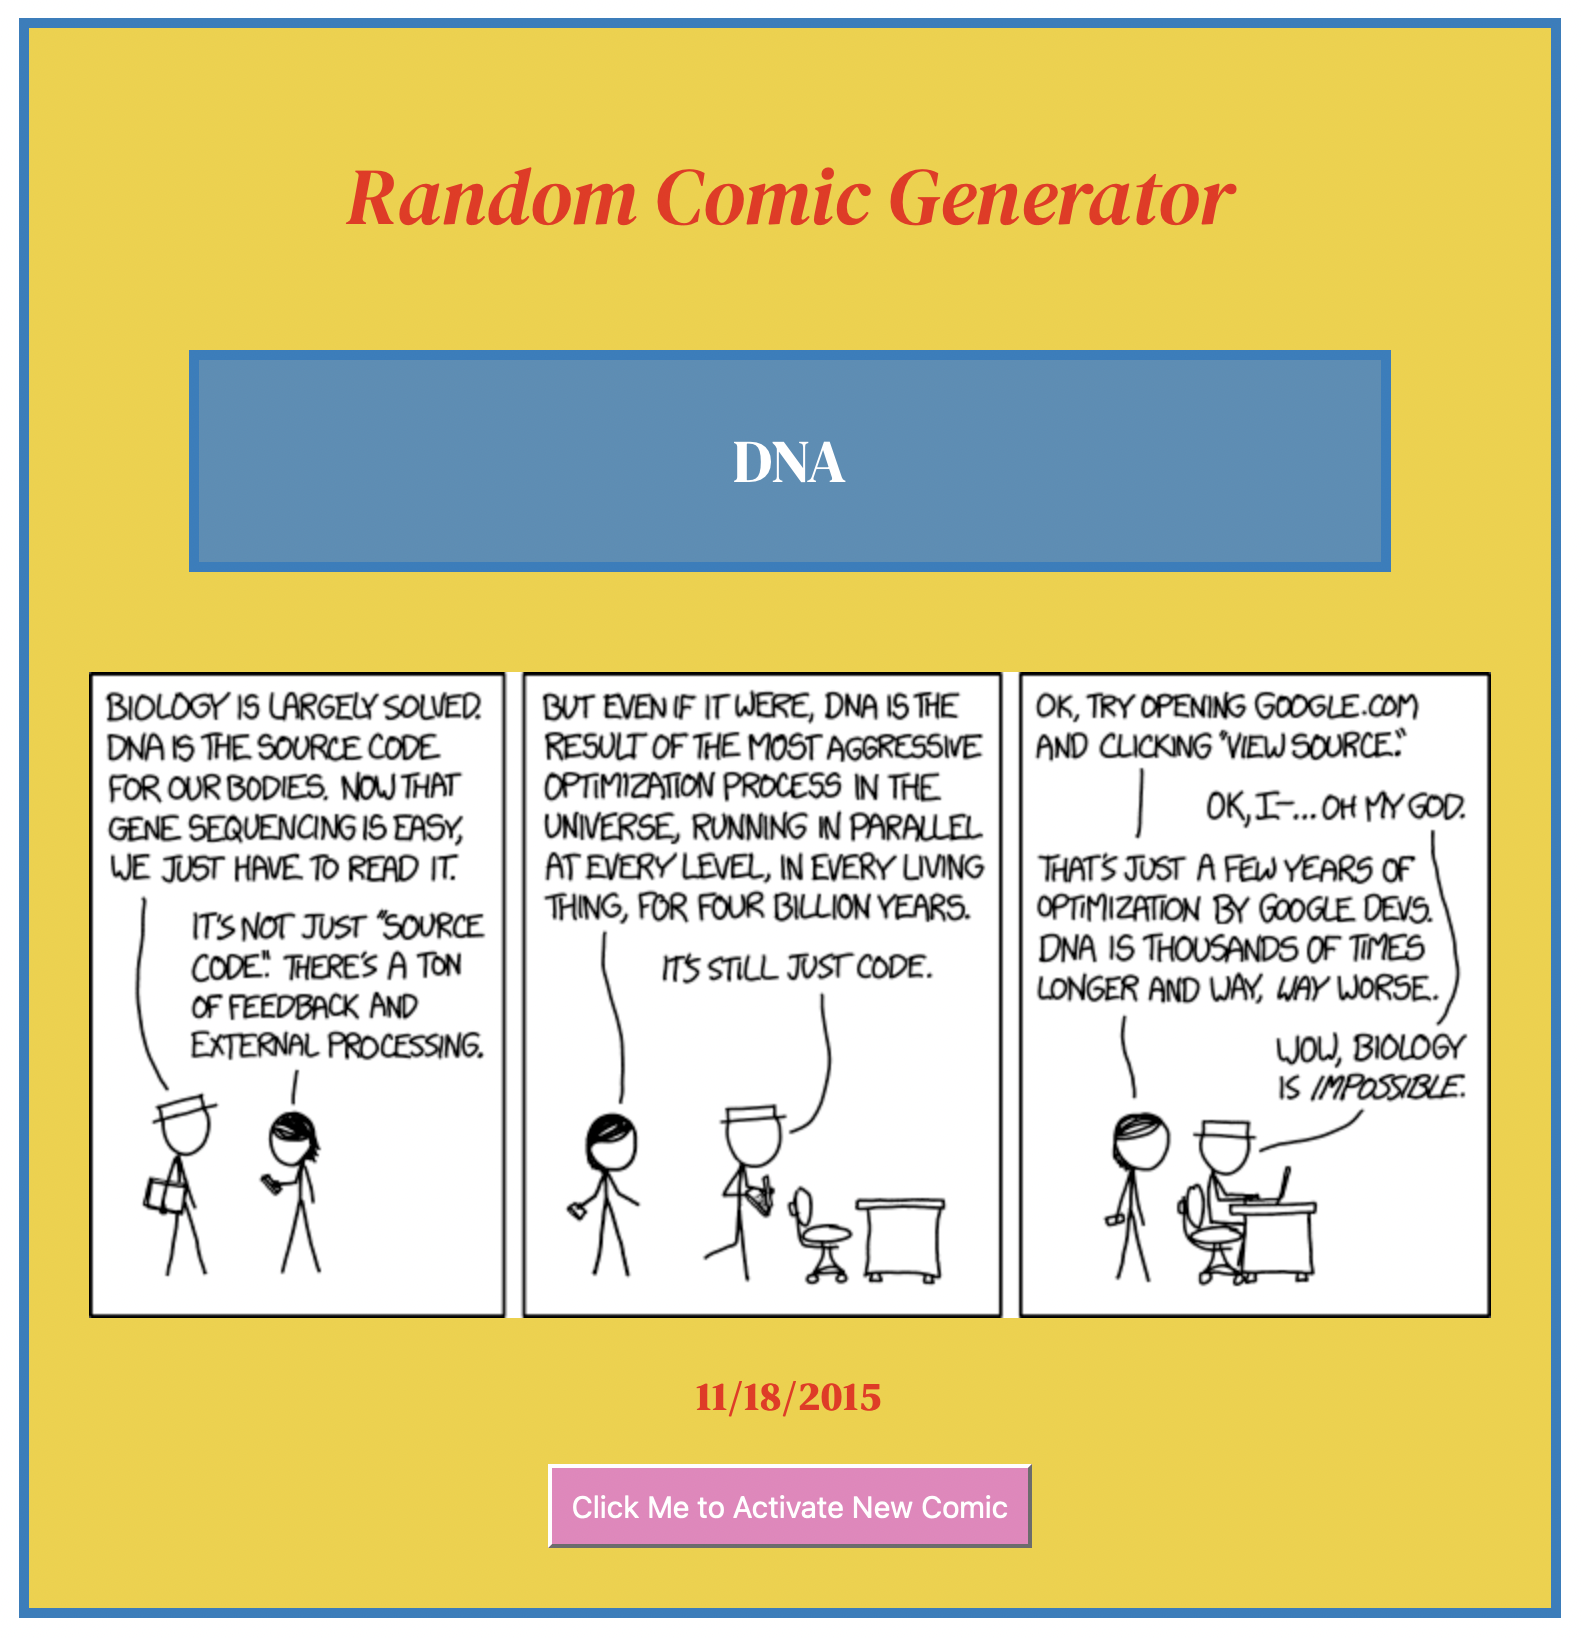 Random Comic Generator
DNA
BIOLOGY IS LARGELY SOLVED.
DNA IS THE SOURCE CODE
FOR OUR BODIES. NOW THAT
GENE SEQUENCING IS EASY,
WE JUST HAVE TO READ IT.
IT'S NOT JUST "SOURCE
CODE". THERE'S A TON
OF FEEDBACK AND
EXTERNAL PROCESSING.
BUT EVEN IF IT WERE, DNA IS THE
RESULT OF THE MOST AGGRESSIVE
OPTIMIZATION PROCESS IN THE
UNIVERSE, RUNNING IN PARALLEL
AT EVERY LEVEL, IN EVERY LIVING
THING, FOR FOUR BILLION YEARS.
IT'S STILL JUST CODE.
OK, TRY OPENING GOOGLE.COM
AND CLICKING "VIEW SOURCE."
OK, I-... OH MY GOD.
THAT'S JUST A FEW YEARS OF
OPTIMIZATION BY GOOGLE DEVS.
DNA IS THOUSANDS OF TIMES
LONGER AND WAY, WAY WORSE.
WOW, BIOLOGY
IS IMPOSSIBLE.
11/18/2015
Click Me to Activate New Comic